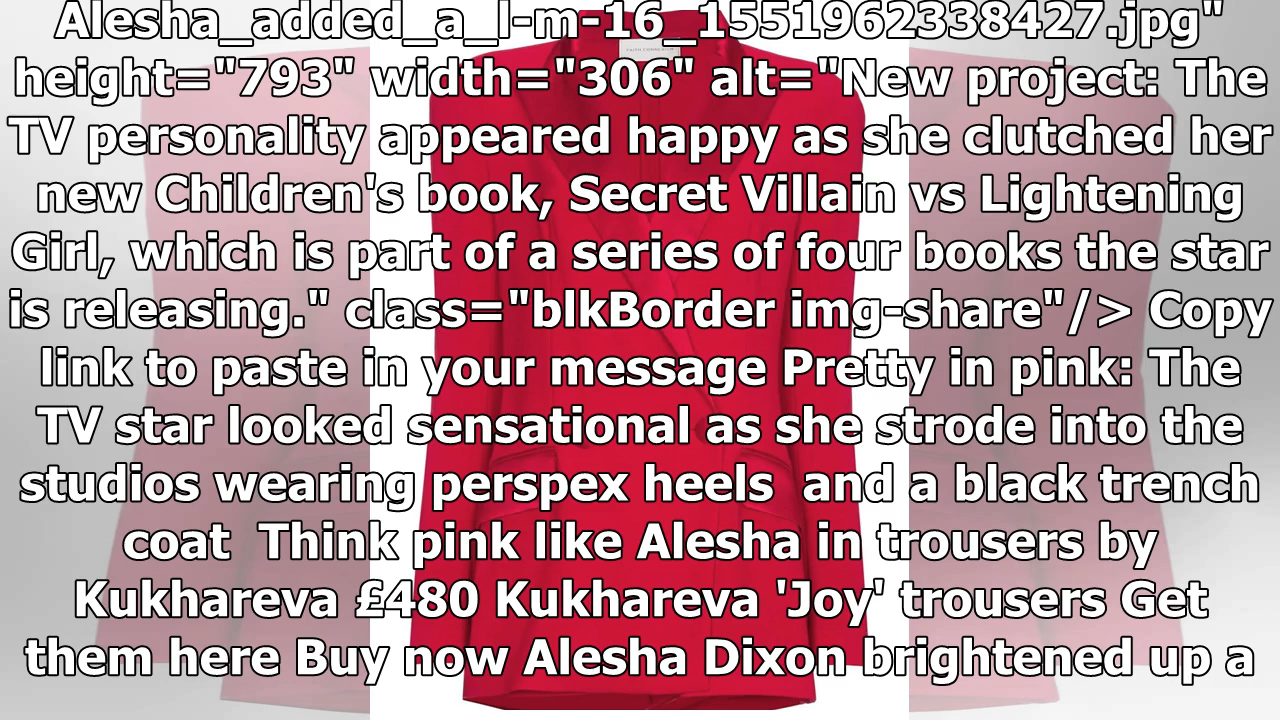 Alesha_added_a_l-m-16_1551962338427.jpg"
height="793" width="306" alt="New project: The
TV personality appeared happy as she clutched her
new Children's book, Secret Villain vs Lightening
Girl, which is part of a series of four books the star
is releasing." class="blkBorder img-share"/> Copy
link to paste in your message Pretty in pink: The
TV star looked sensational as she strode into the
studios wearing perspex heels  and a black trench
coat  Think pink like Alesha in trousers by
Kukhareva £480 Kukhareva 'Joy' trousers Get
them here Buy now Alesha Dixon brightened up a